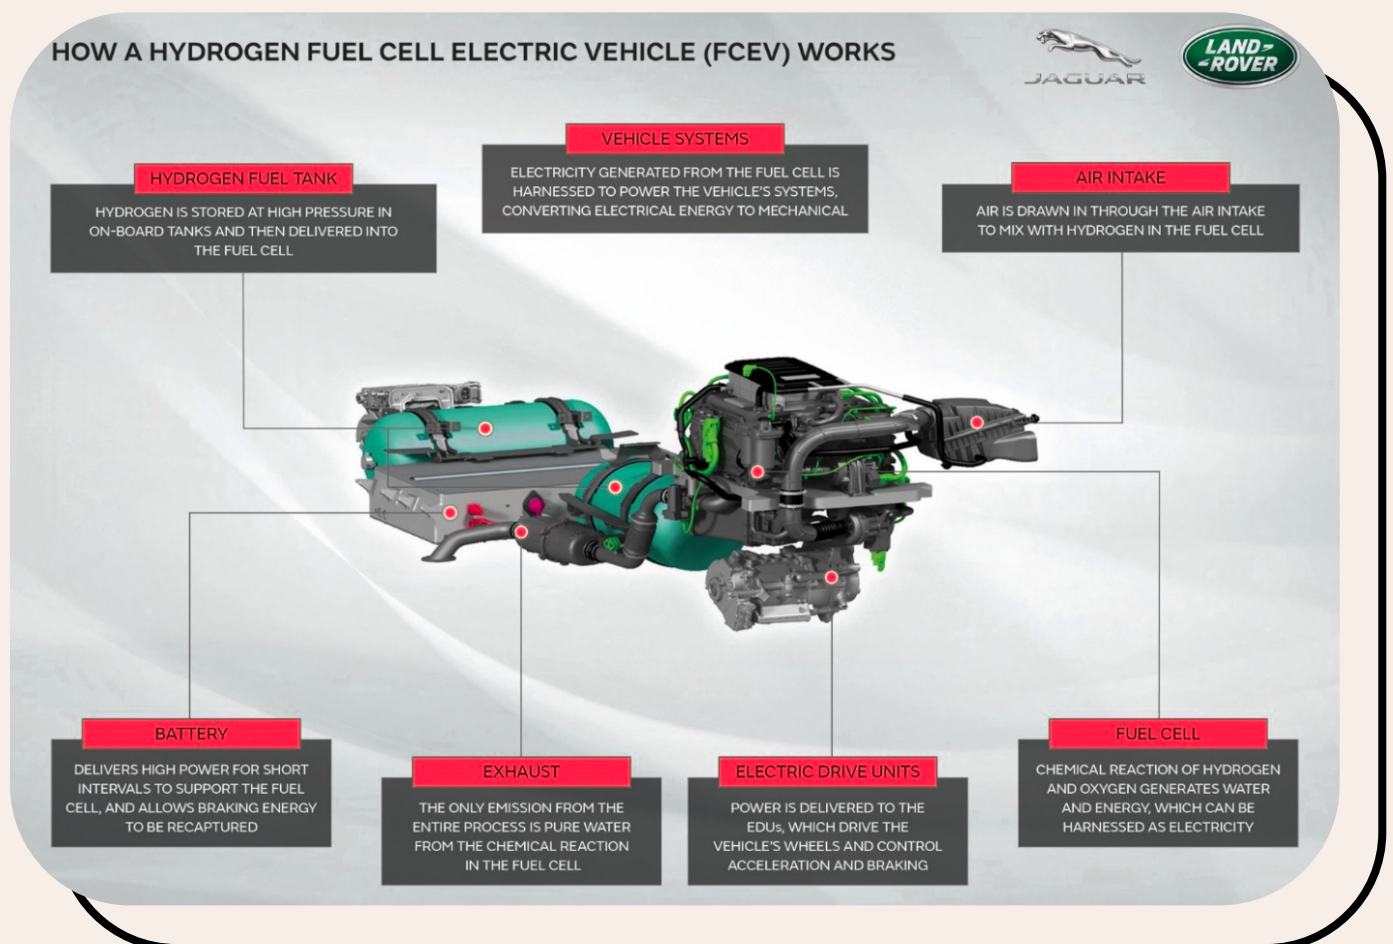 HOW A HYDROGEN FUEL CELL ELECTRIC VEHICLE (FCEV) WORKS
JAGUAR
LAND-
-ROVER
HYDROGEN FUEL TANK
HYDROGEN IS STORED AT HIGH PRESSURE IN
ON-BOARD TANKS AND THEN DELIVERED INTO
THE FUEL CELL
VEHICLE SYSTEMS
ELECTRICITY GENERATED FROM THE FUEL CELL IS
HARNESSED TO POWER THE VEHICLE'S SYSTEMS,
CONVERTING ELECTRICAL ENERGY TO MECHANICAL
AIR INTAKE
AIR IS DRAWN IN THROUGH THE AIR INTAKE
TO MIX WITH HYDROGEN IN THE FUEL CELL
BATTERY
DELIVERS HIGH POWER FOR SHORT
INTERVALS TO SUPPORT THE FUEL
CELL, AND ALLOWS BRAKING ENERGY
TO BE RECAPTURED
EXHAUST
THE ONLY EMISSION FROM THE
ENTIRE PROCESS IS PURE WATER
FROM THE CHEMICAL REACTION
IN THE FUEL CELL
ELECTRIC DRIVE UNITS
POWER IS DELIVERED TO THE
EDUs, WHICH DRIVE THE
VEHICLE'S WHEELS AND CONTROL
ACCELERATION AND BRAKING
FUEL CELL
CHEMICAL REACTION OF HYDROGEN
AND OXYGEN GENERATES WATER
AND ENERGY, WHICH CAN BE
HARNESSED AS ELECTRICITY